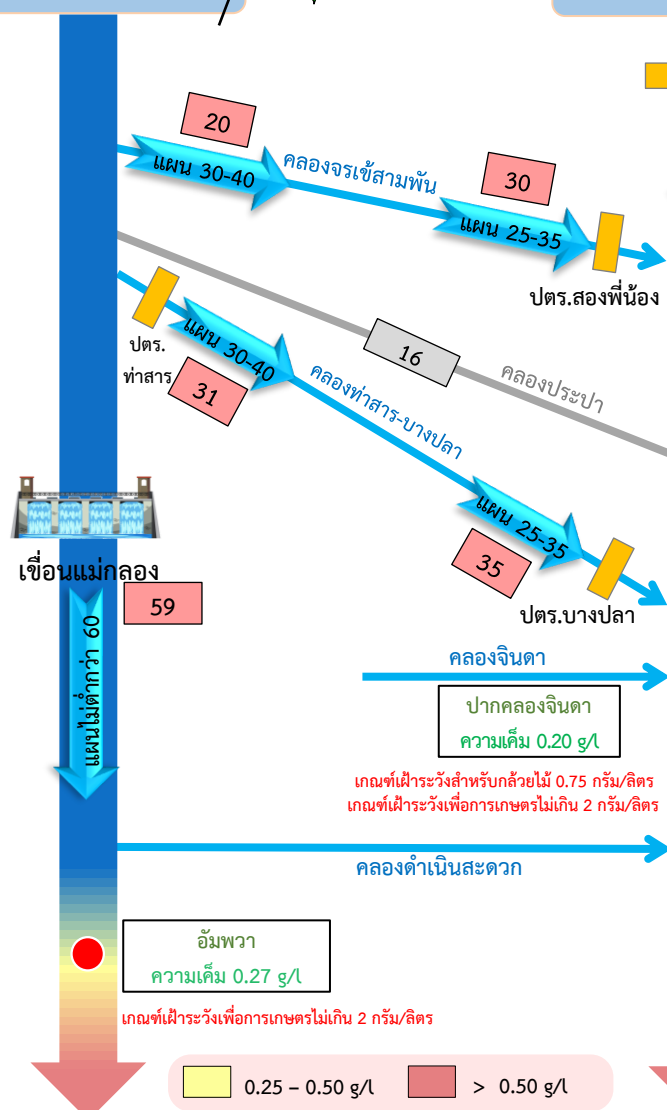 20
แผน 30-40
คลองจรเข้สามพัน
30
แผน 25-35
ปตร.สองพี่น้อง
ปตร.
ท่าสาร
แผน 30-40
31
16
คลองประปา
คลองท่าสาร-บางปลา
แผน 25-35
35
ปตร.บางปลา
เขื่อนแม่กลอง
59
แผนไม่ต่ำกว่า 60
คลองจินดา
ปากคลองจินดา
ความเค็ม 0.20 g/l
เกณฑ์เฝ้าระวังสำหรับกล้วยไม้ 0.75 กรัม/ลิตร
เกณฑ์เฝ้าระวังเพื่อการเกษตรไม่เกิน 2 กรัม/ลิตร
คลองดำเนินสะดวก
อัมพวา
ความเค็ม 0.27 g/l
เกณฑ์เฝ้าระวังเพื่อการเกษตรไม่เกิน 2 กรัม/ลิตร
0.25 – 0.50 g/l
> 0.50 g/l